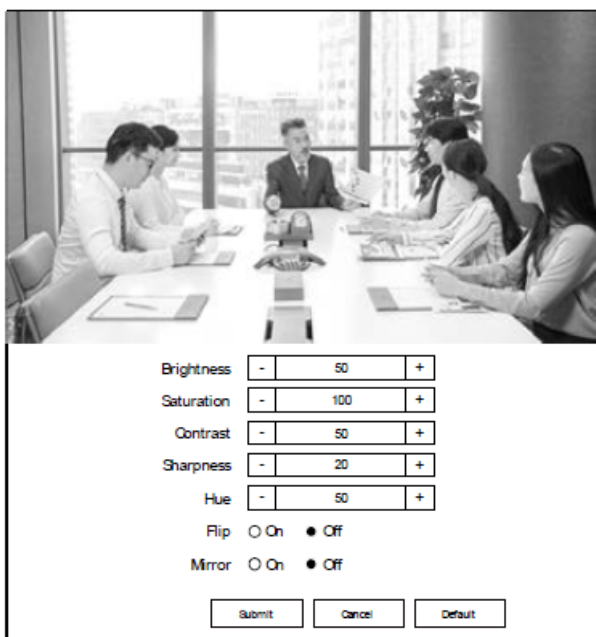 Brightness - 50 +
Saturation - 100 +
Contrast - 50 +
Sharpness - 20 +
Hue - 50 +
Flip On Off
Mirror On Off
Submit Cancel Default